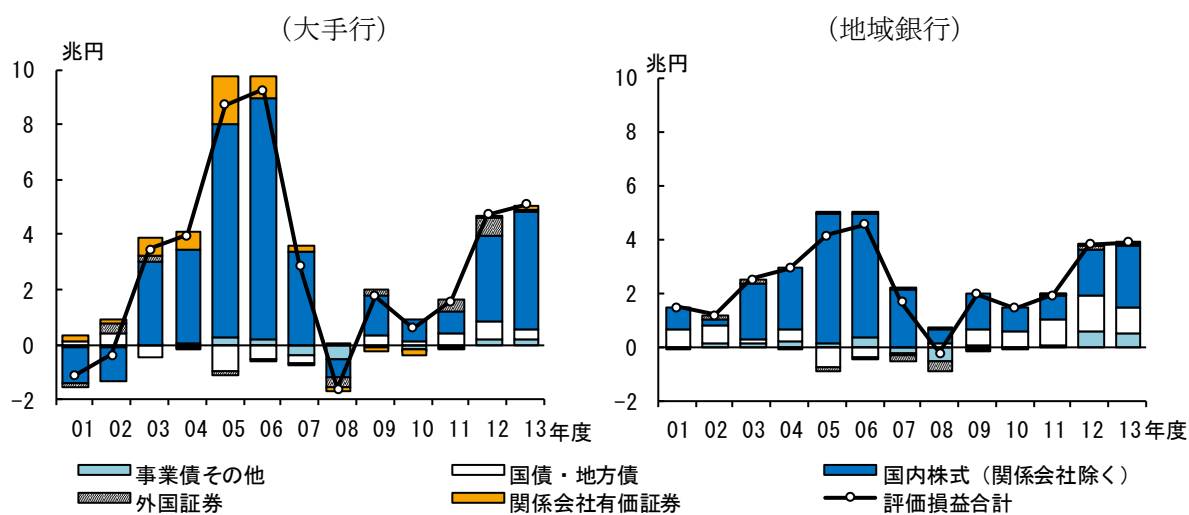 (大手行)
兆円
10
8
6
4
2
0
-2
01 02 03 04 05 06 07 08 09 10 11 12 13 年度
(地域銀行)
兆円
10
8
6
4
2
0
-2
01 02 03 04 05 06 07 08 09 10 11 12 13 年度
事業債その他 国債・地方債 国内株式（関係会社除く）
外国証券 関係会社有価証券 評価損益合計